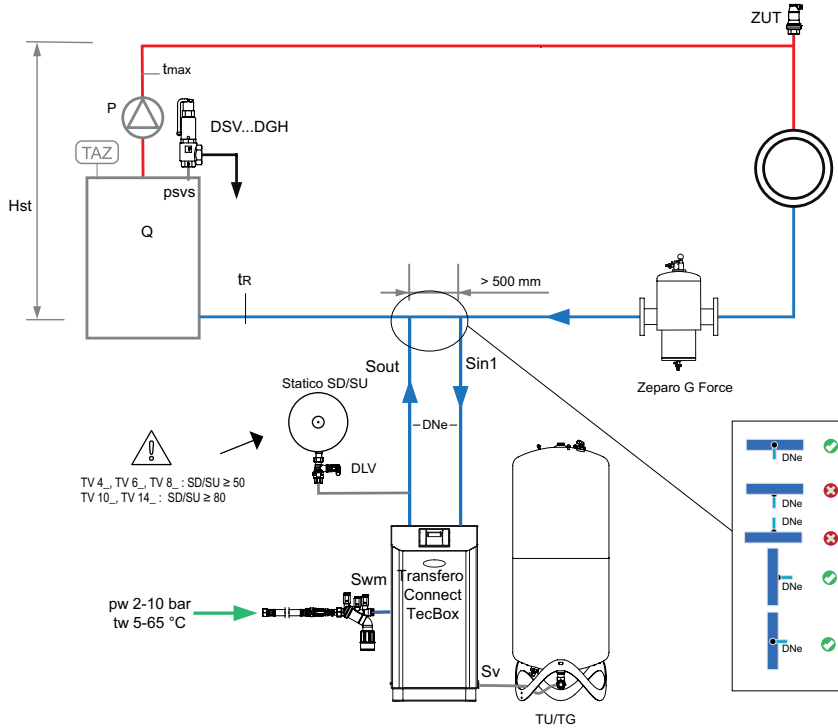 ZUT
tmax
P
DSV...DGH
TAZ
psvs
Hst
Q
tR
> 500 mm
Sout
Sin1
Zeparo G Force
Statico SD/SU
DNe
DLV
TV 4_, TV 6_, TV 8_ : SD/SU ≥ 50
TV 10_, TV 14_ : SD/SU ≥ 80
Swm
Transfero
Connect
TecBox
pw 2-10 bar
tw 5-65 °C
Sv
TU/TG
DNe
DNe
DNe
DNe
DNe